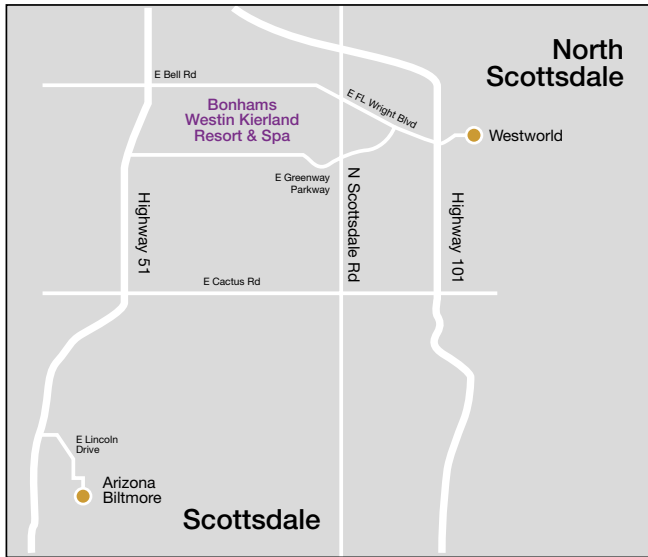 North
Scottsdale
E Bell Rd
E FL Wright Blvd
Bonhams
Westin Kierland
Resort & Spa
Westworld
E Greenway
Parkway
Highway 51
N Scottsdale Rd
Highway 101
E Cactus Rd
E Lincoln
Drive
Arizona
Biltmore
Scottsdale